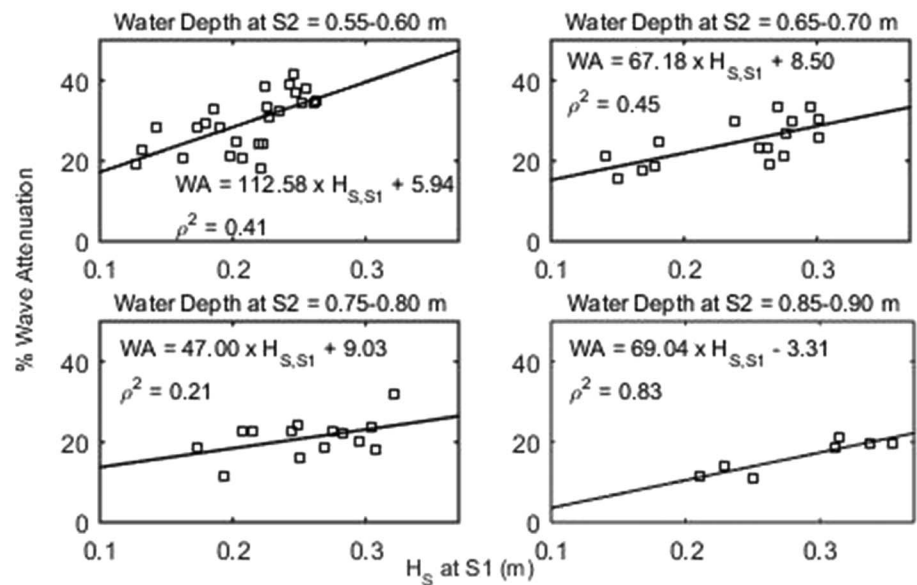 Water Depth at S2 = 0.55-0.60 m
40
20
0
WA = 112.58 x H_S,S1 + 5.94
ρ² = 0.41
0.1 0.2 0.3
Water Depth at S2 = 0.65-0.70 m
WA = 67.18 x H_S,S1 + 8.50
ρ² = 0.45
40
20
0
0.1 0.2 0.3
% Wave Attenuation
Water Depth at S2 = 0.75-0.80 m
WA = 47.00 x H_S,S1 + 9.03
ρ² = 0.21
40
20
0
0.1 0.2 0.3
Water Depth at S2 = 0.85-0.90 m
WA = 69.04 x H_S,S1 - 3.31
ρ² = 0.83
40
20
0
0.1 0.2 0.3
H_S at S1 (m)